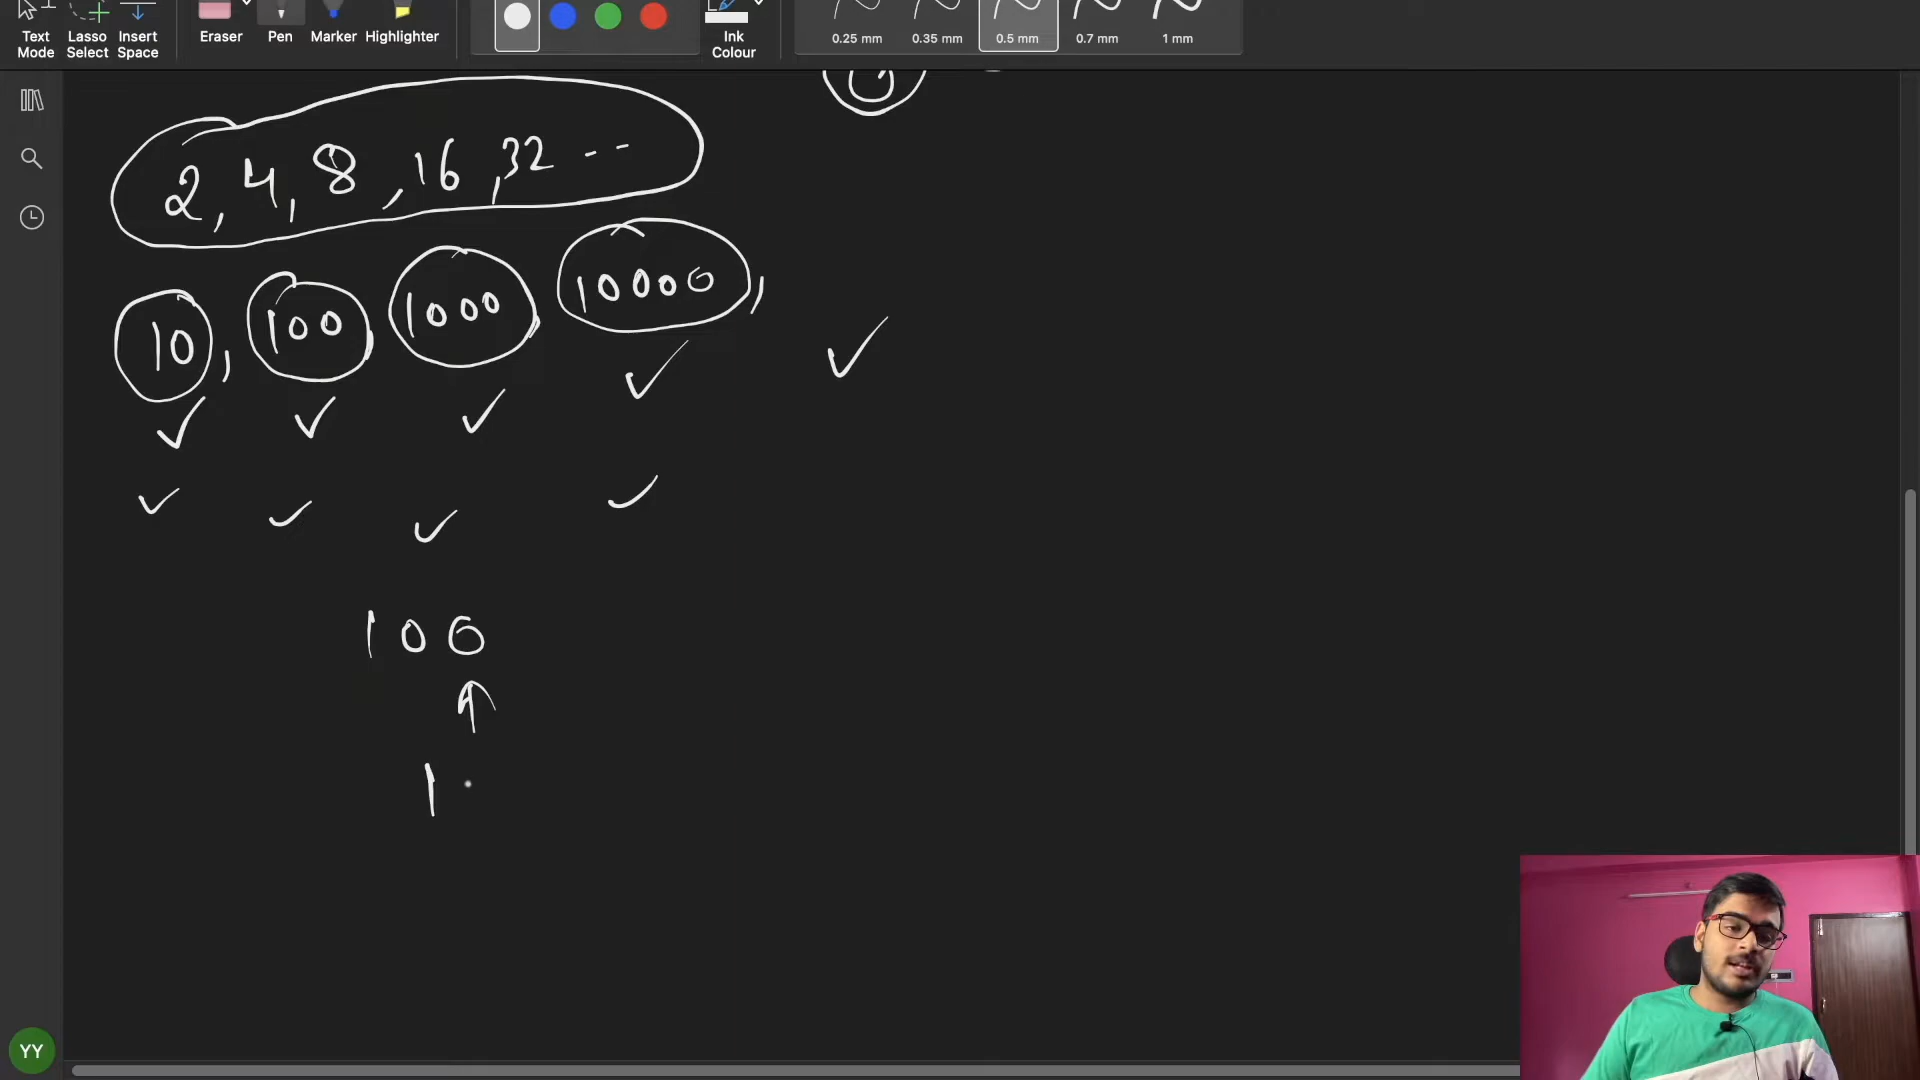 Text Mode
Lasso Select
Insert Space
Eraser
Pen
Marker
Highlighter
Ink Colour
0.25 mm
0.35 mm
0.5 mm
0.7 mm
1 mm
2, 4, 8, 16, 32 --
10, 100 1000 10000,
100
1
YY